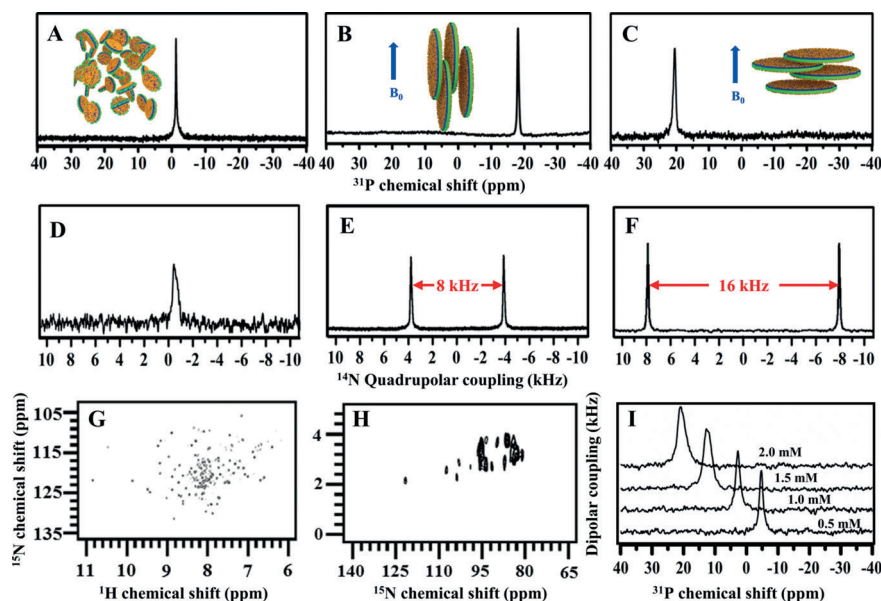 A
B
C
B₀
B₀
40 30 20 10 0 -10 -20 -30 -40
40 30 20 10 0 -10 -20 -30 -40
40 30 20 10 0 -10 -20 -30 -40
³¹P chemical shift (ppm)
D
E
F
8 kHz
16 kHz
10 8 6 4 2 0 -2 -4 -6 -8 -10
10 8 6 4 2 0 -2 -4 -6 -8 -10
10 8 6 4 2 0 -2 -4 -6 -8 -10
¹⁴N Quadrupolar coupling (kHz)
G
H
I
¹⁵N chemical shift (ppm)
105
115
125
135
11 10 9 8 7 6
¹H chemical shift (ppm)
4
2
0
140 120 100 80 65
¹⁵N chemical shift (ppm)
Dipolar coupling (kHz)
2.0 mM
1.5 mM
1.0 mM
0.5 mM
40 30 20 10 0 -10 -20 -30 -40
³¹P chemical shift (ppm)